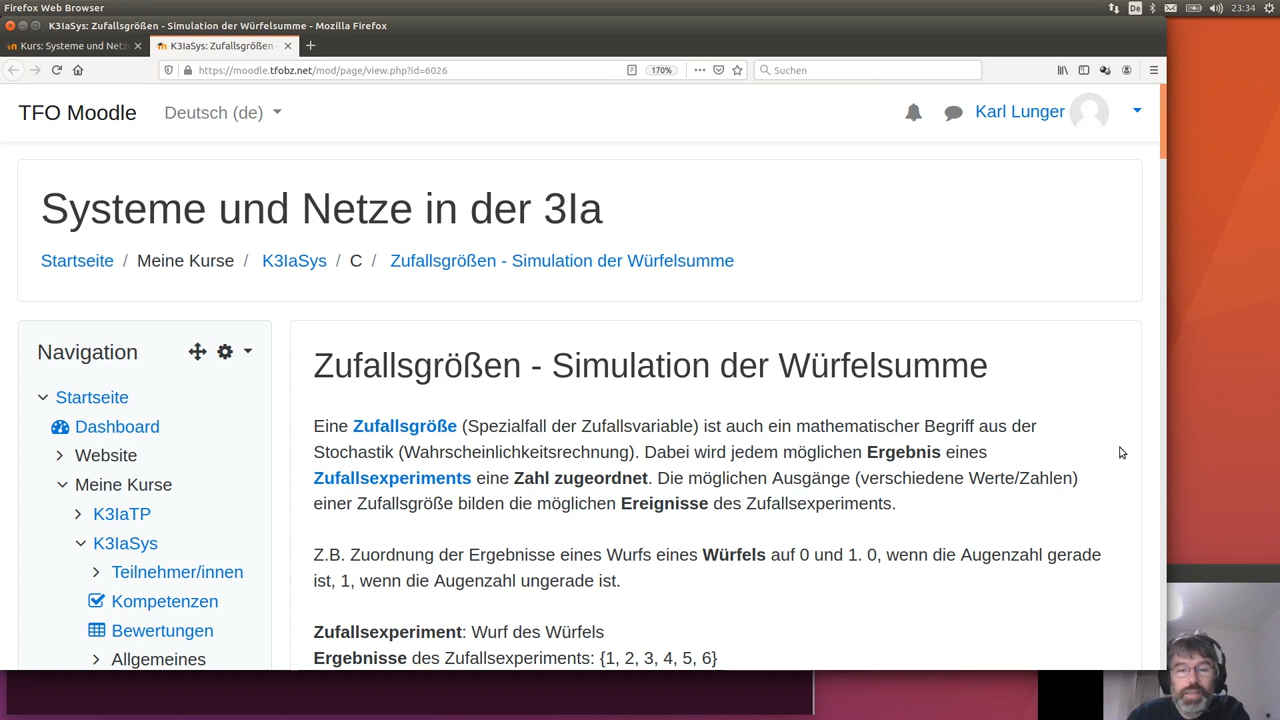 Firefox Web Browser
De
23:34
K3IaSys: Zufallsgrößen - Simulation der Würfelsumme - Mozilla Firefox
Kurs: Systeme und Netz
K3IaSys: Zufallsgrößen -
https://moodle.tfobz.net/mod/page/view.php?id=6026
170%
Suchen
TFO Moodle
Deutsch (de)
Karl Lunger
Systeme und Netze in der 3Ia
Startseite / Meine Kurse / K3IaSys / C / Zufallsgrößen - Simulation der Würfelsumme
Navigation
Startseite
Dashboard
Website
Meine Kurse
K3IaTP
K3IaSys
Teilnehmer/innen
Kompetenzen
Bewertungen
Allgemeines
Zufallsgrößen - Simulation der Würfelsumme
Eine Zufallsgröße (Spezialfall der Zufallsvariable) ist auch ein mathematischer Begriff aus der
Stochastik (Wahrscheinlichkeitsrechnung). Dabei wird jedem möglichen Ergebnis eines
Zufallsexperiments eine Zahl zugeordnet. Die möglichen Ausgänge (verschiedene Werte/Zahlen)
einer Zufallsgröße bilden die möglichen Ereignisse des Zufallsexperiments.
Z.B. Zuordnung der Ergebnisse eines Wurfs eines Würfels auf 0 und 1. 0, wenn die Augenzahl gerade
ist, 1, wenn die Augenzahl ungerade ist.
Zufallsexperiment: Wurf des Würfels
Ergebnisse des Zufallsexperiments: {1, 2, 3, 4, 5, 6}